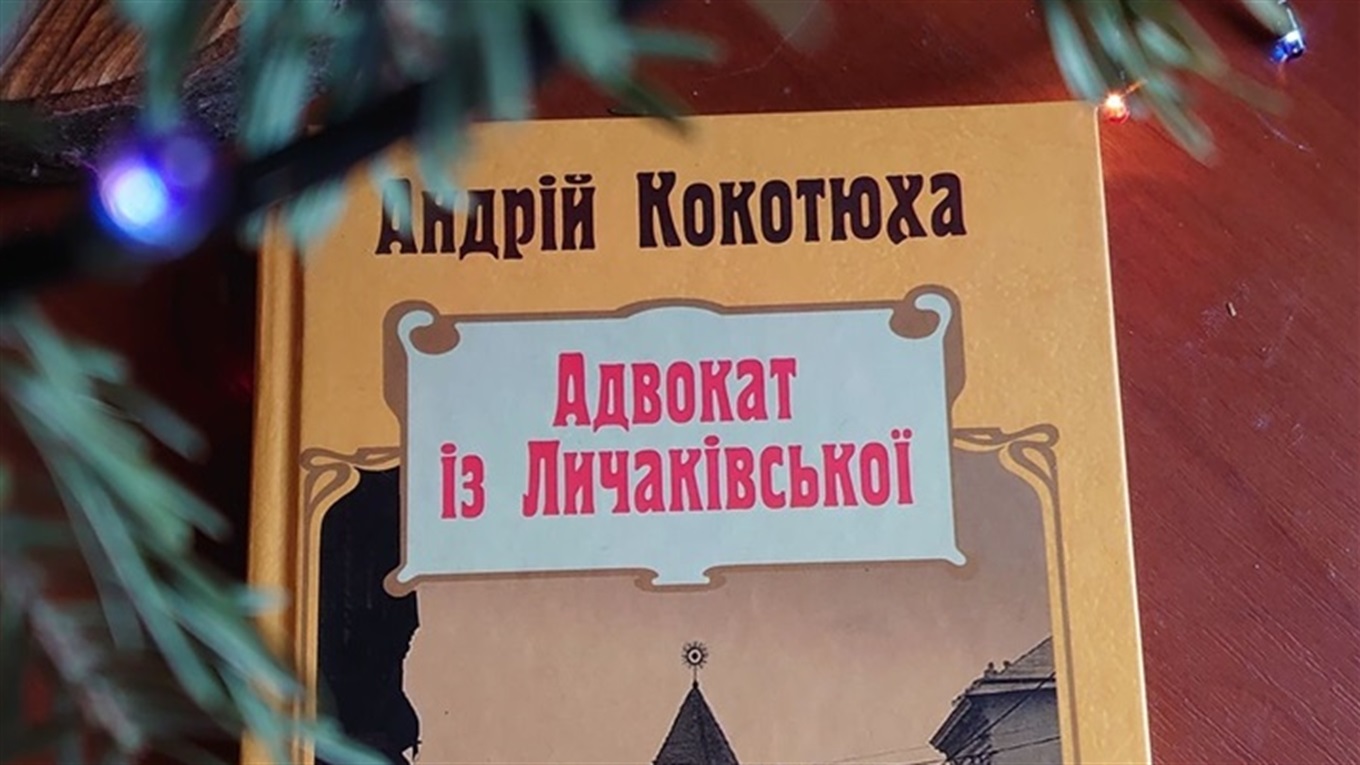 Андрій Кокотюха
Адвокат
із Личаківської